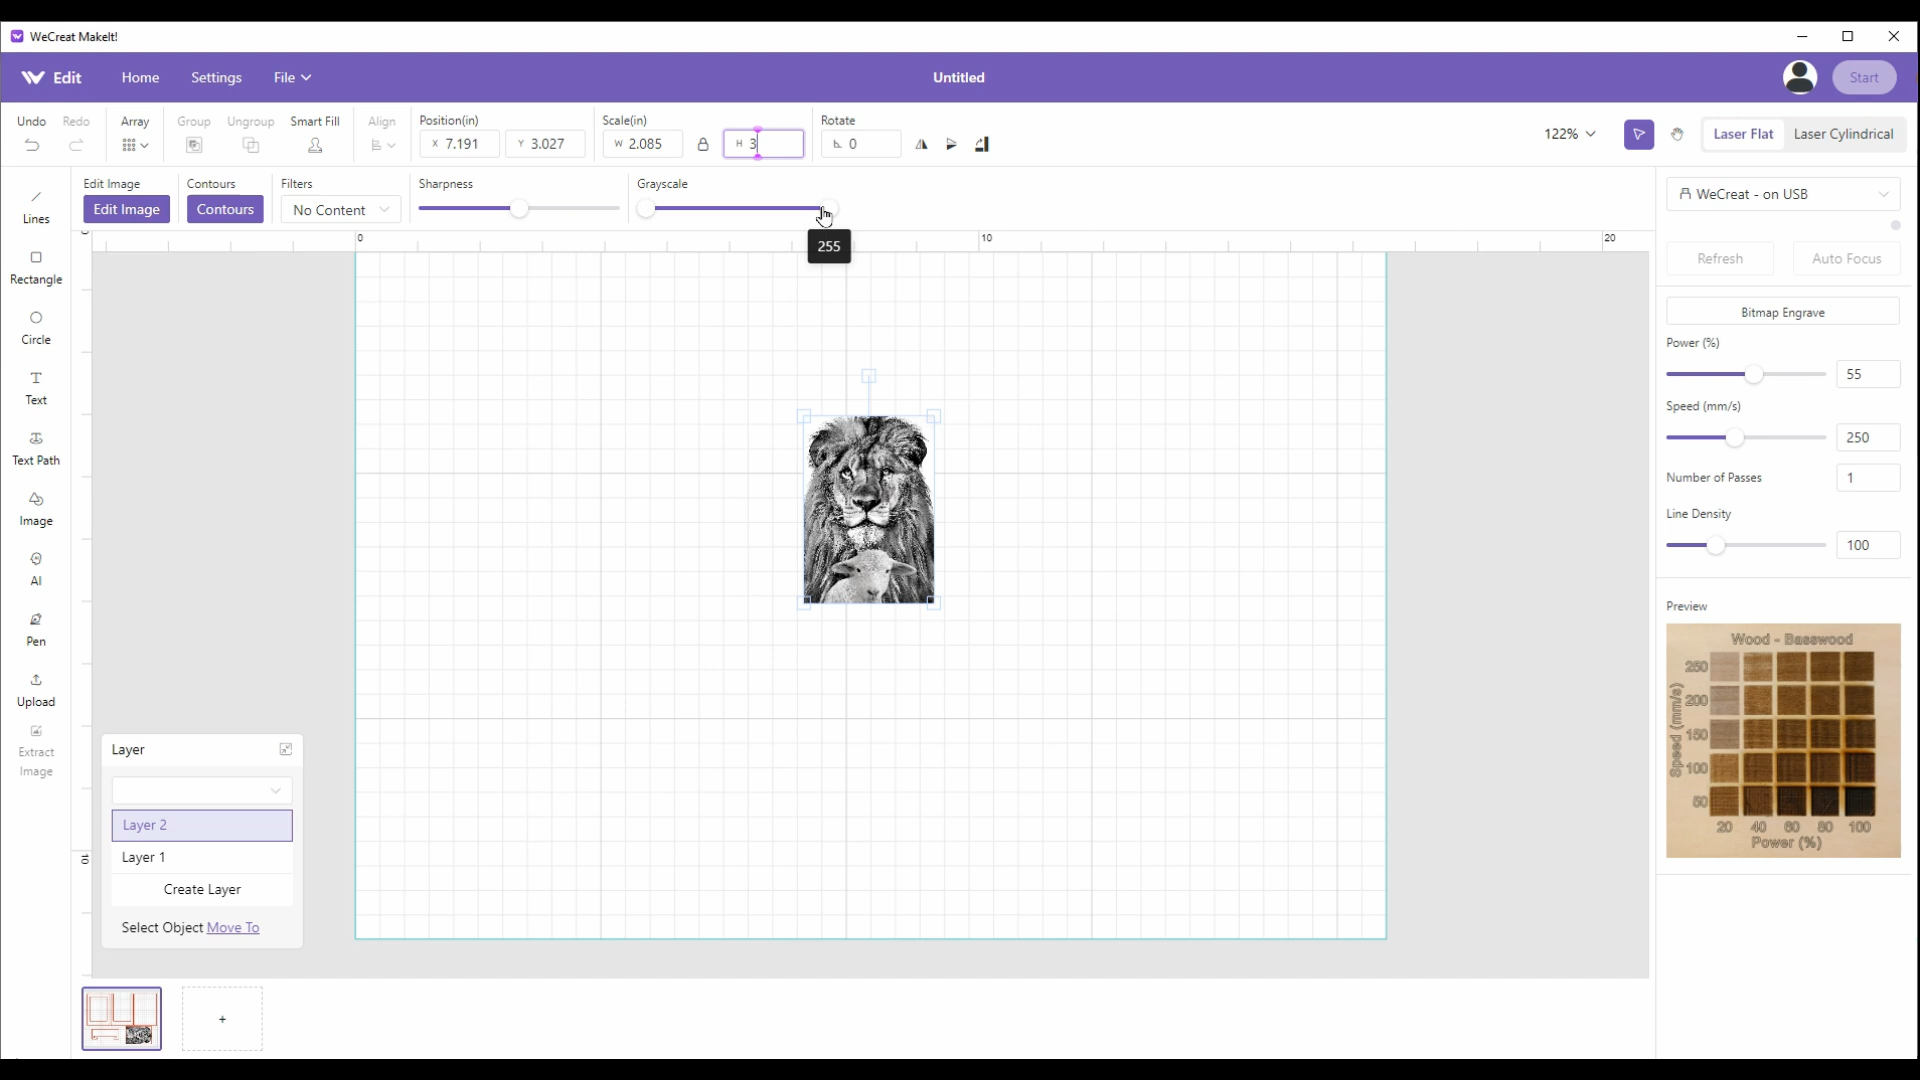 WeCreat MakeIt!
Edit
Home
Settings
File
Untitled
Start
Undo
Redo
Array
Group
Ungroup
Smart Fill
Align
Position(in)
X 7.191
Y 3.027
Scale(in)
W 2.085
H 3
Rotate
0
122%
Laser Flat
Laser Cylindrical
Edit Image
Edit Image
Contours
Contours
Filters
No Content
Sharpness
Grayscale
255
0
10
20
10
Lines
Rectangle
Circle
Text
Text Path
Image
AI
Pen
Upload
Extract
Image
Layer
Layer 2
Layer 1
Create Layer
Select Object Move To
+
WeCreat - on USB
Refresh
Auto Focus
Bitmap Engrave
Power (%)
55
Speed (mm/s)
250
Number of Passes
1
Line Density
100
Preview
Wood - Basswood
Speed (mm/s)
250
200
150
100
50
20 40 60 80 100
Power (%)